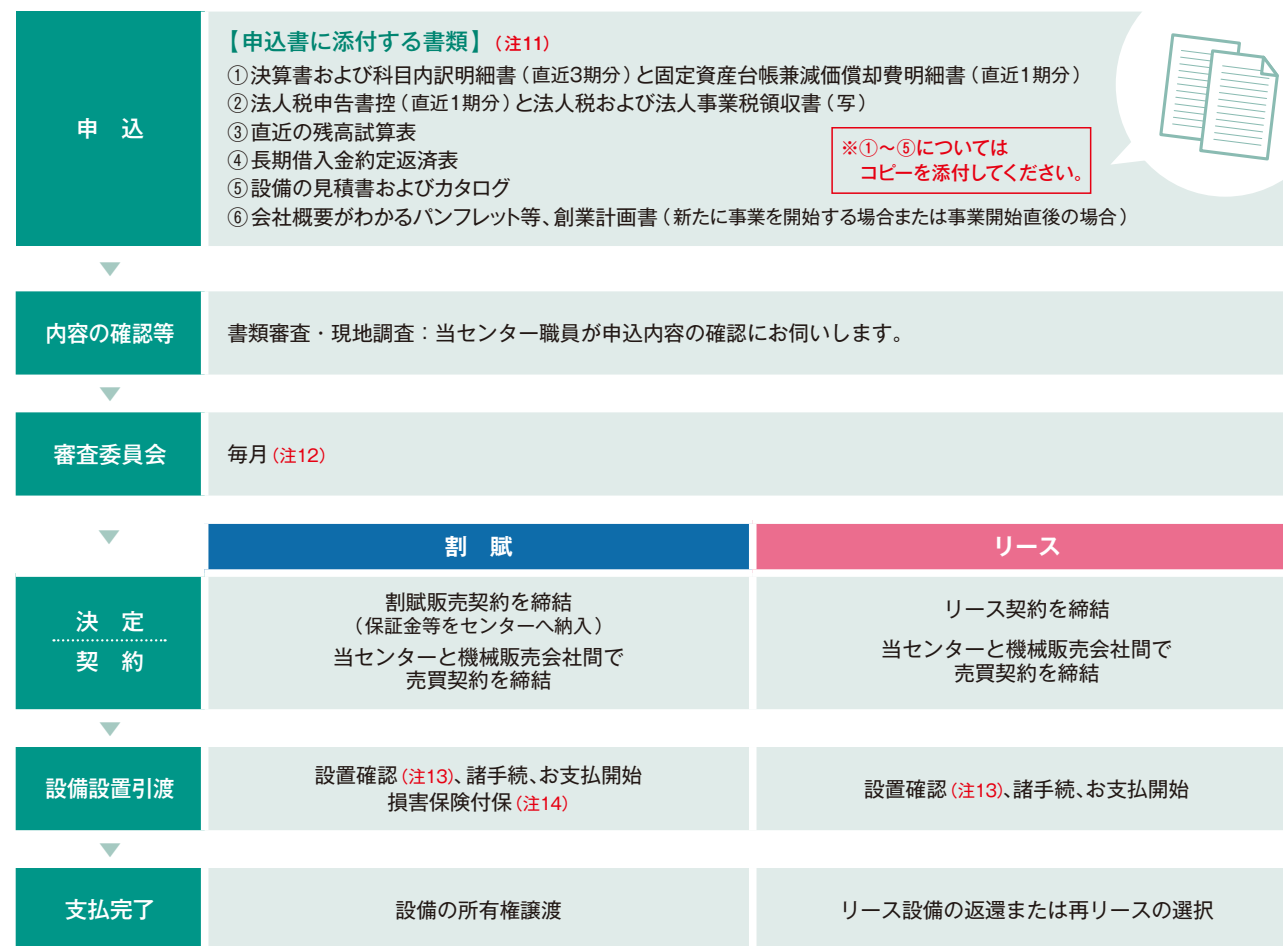 申　込
【申込書に添付する書類】（注11）
①決算書および科目内訳明細書（直近3期分）と固定資産台帳兼減価償却費明細書（直近1期分）
②法人税申告書控（直近1期分）と法人税および法人事業税領収書（写）
③直近の残高試算表
④長期借入金約定返済表
⑤設備の見積書およびカタログ
⑥会社概要がわかるパンフレット等、創業計画書（新たに事業を開始する場合または事業開始直後の場合）
※①～⑤については
コピーを添付してください。
内容の確認等
書類審査・現地調査：当センター職員が申込内容の確認にお伺いします。
審査委員会
毎月（注12）
割　賦
リース
決　定
契　約
割賦販売契約を締結
（保証金等をセンターへ納入）
当センターと機械販売会社間で
売買契約を締結
リース契約を締結
当センターと機械販売会社間で
売買契約を締結
設備設置引渡
設置確認（注13）、諸手続、お支払開始
損害保険付保（注14）
設置確認（注13）、諸手続、お支払開始
支払完了
設備の所有権譲渡
リース設備の返還または再リースの選択